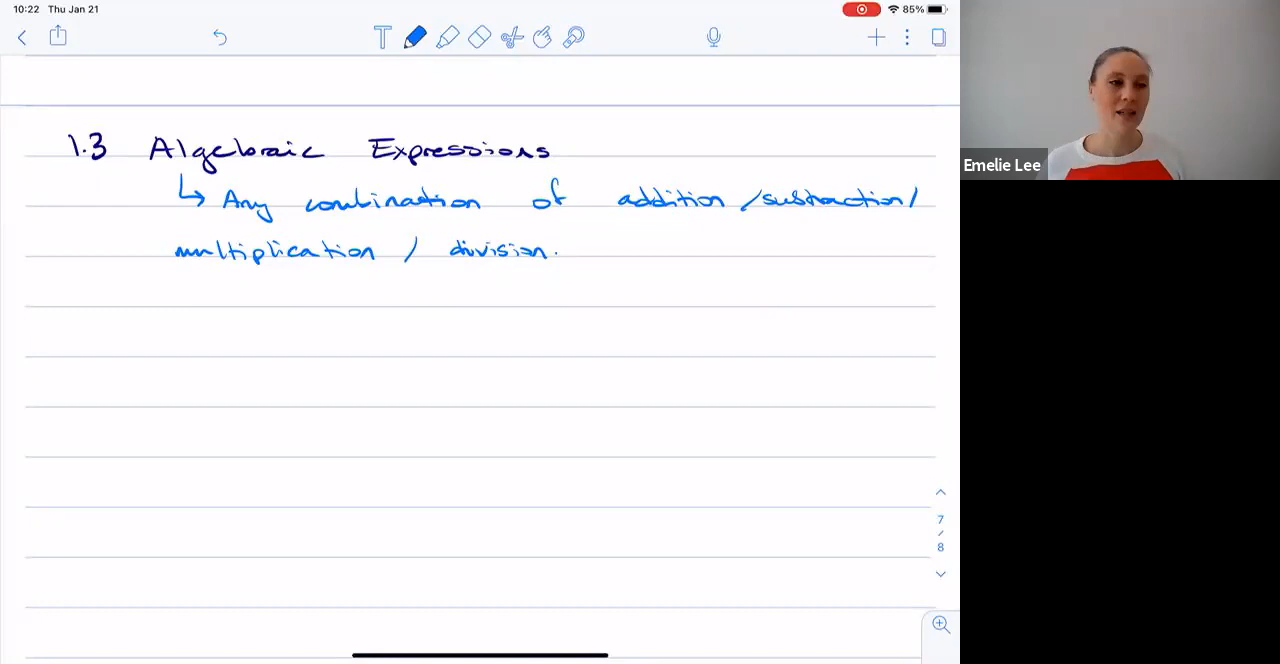 10:22 Thu Jan 21
85%
1.3 Algebraic Expressions
↳ Any combination of addition / subtraction /
multiplication / division.
Emelie Lee
7
/
8